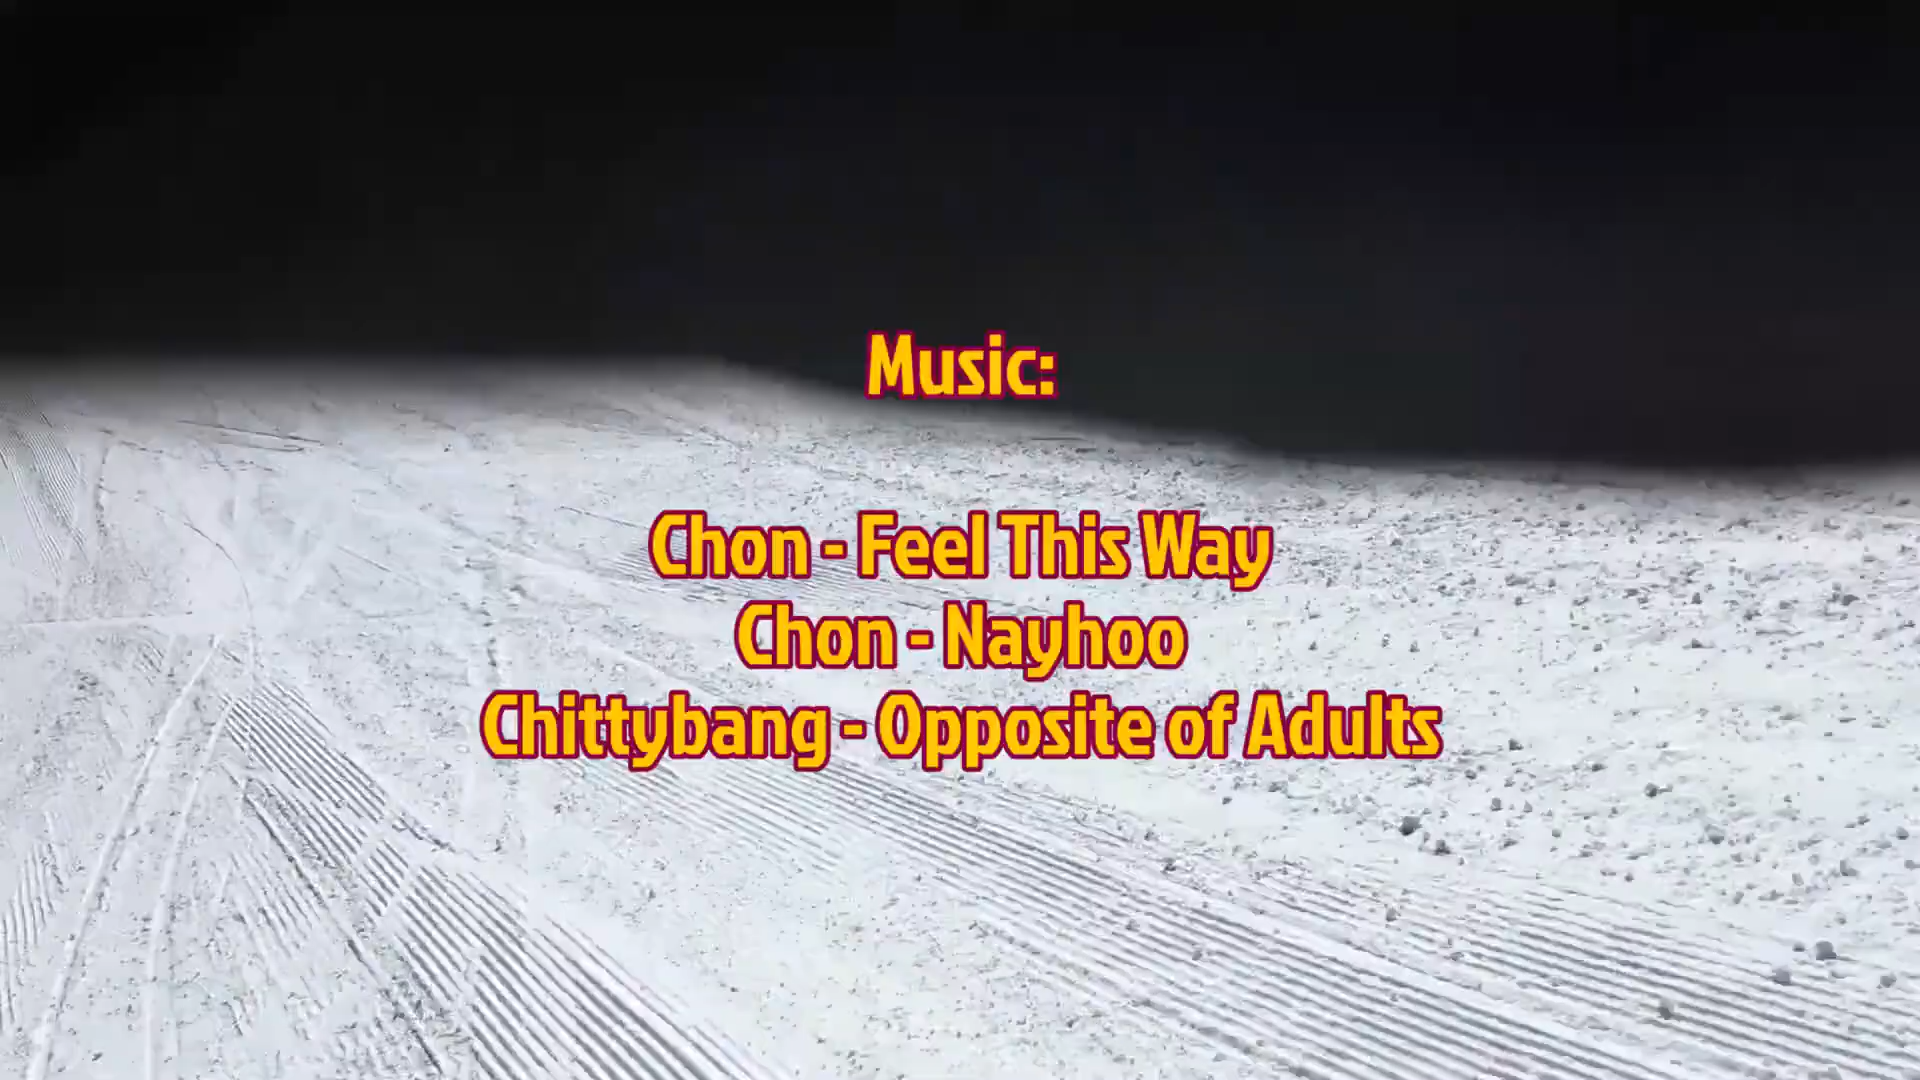 Music:
Chon - Feel This Way
Chon - Nayhoo
Chittybang - Opposite of Adults